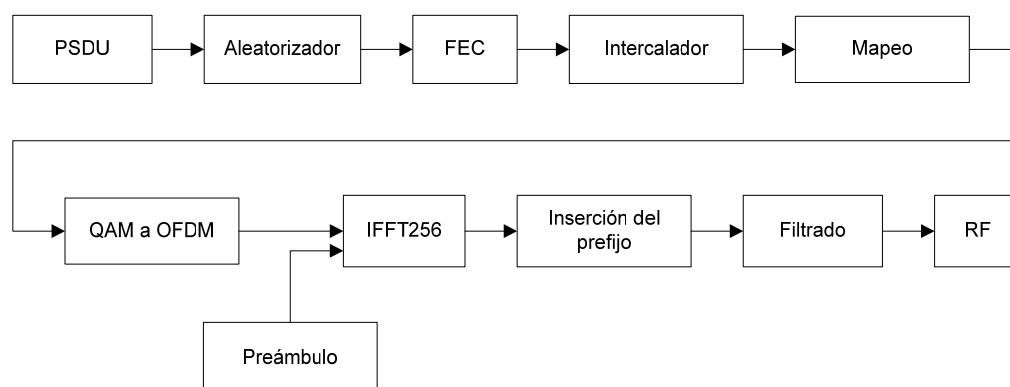 PSDU
Aleatorizador
FEC
Intercalador
Mapeo
QAM a OFDM
IFFT256
Inserción del
prefijo
Filtrado
RF
Preámbulo